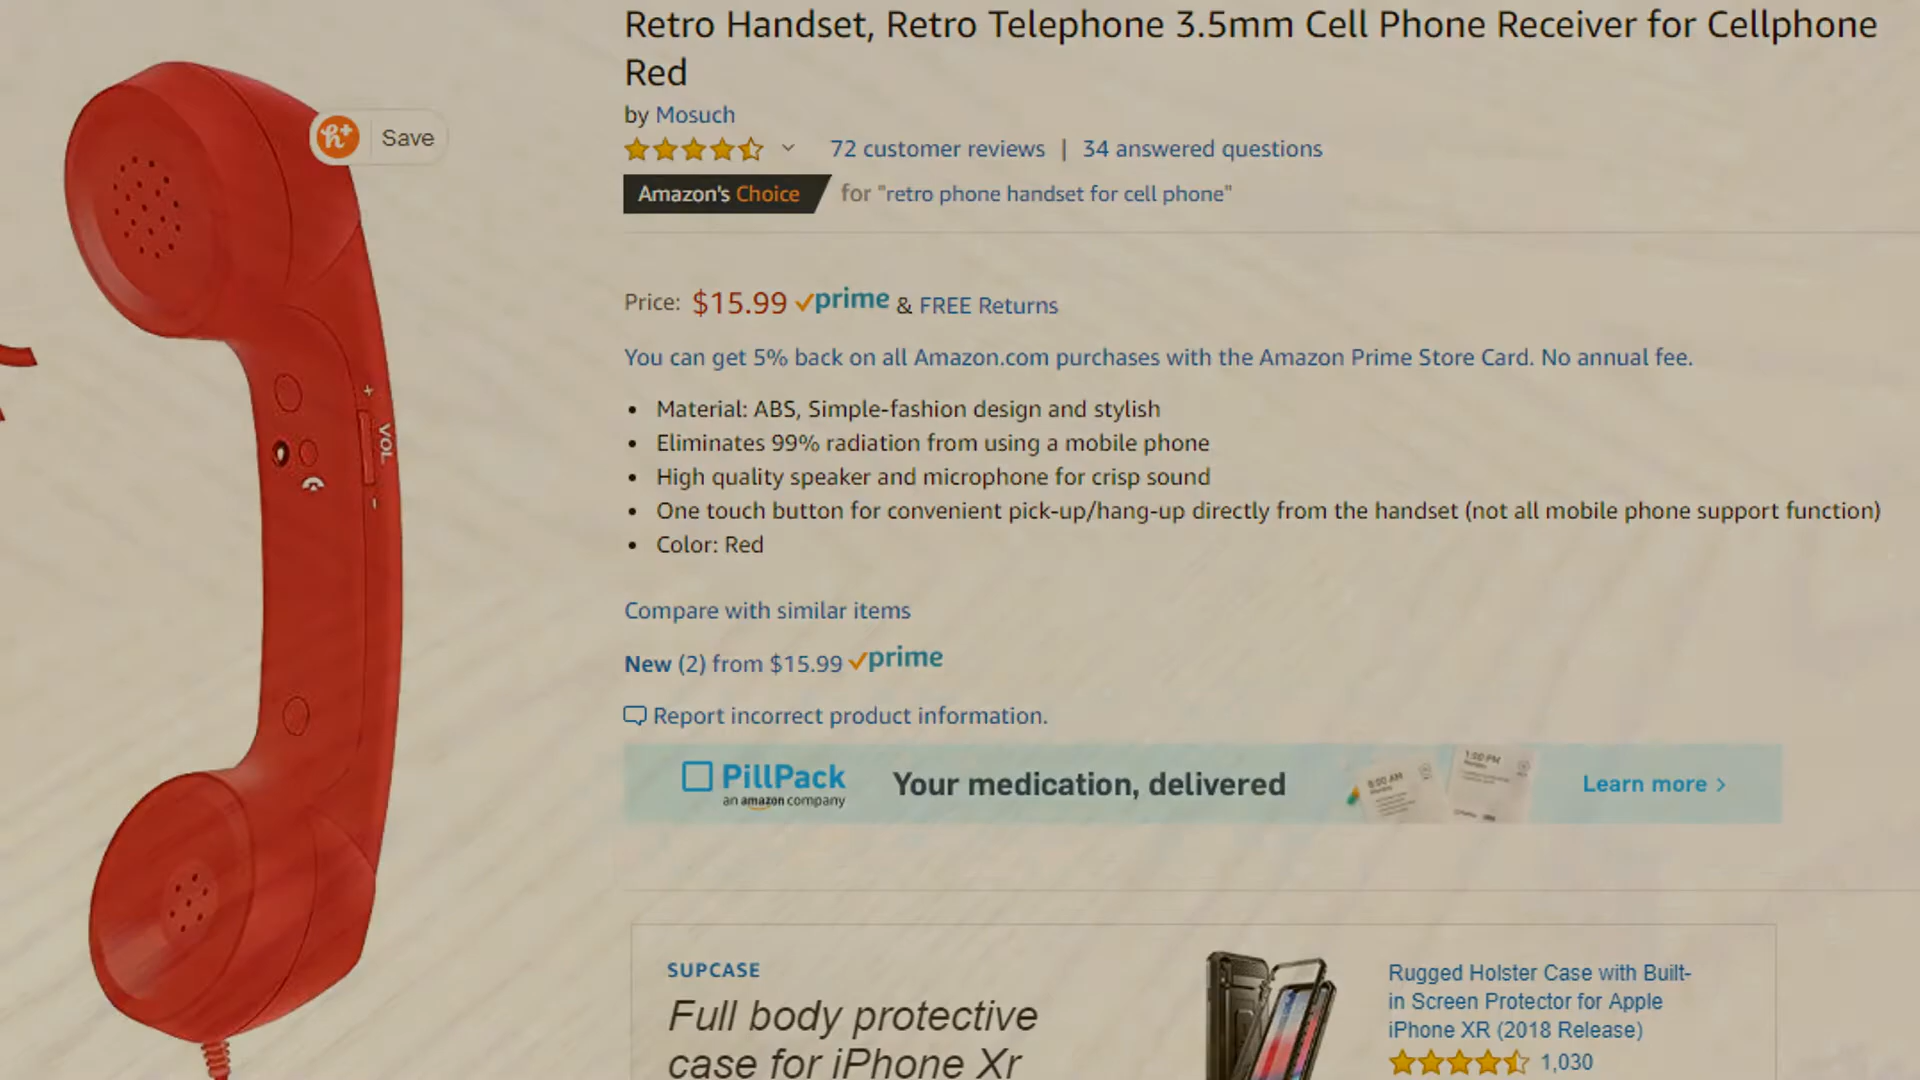 Retro Handset, Retro Telephone 3.5mm Cell Phone Receiver for Cellphone
Red
by Mosuch
72 customer reviews | 34 answered questions
Amazon's Choice for "retro phone handset for cell phone"
Save
Price: $15.99 prime & FREE Returns
You can get 5% back on all Amazon.com purchases with the Amazon Prime Store Card. No annual fee.
• Material: ABS, Simple-fashion design and stylish
• Eliminates 99% radiation from using a mobile phone
• High quality speaker and microphone for crisp sound
• One touch button for convenient pick-up/hang-up directly from the handset (not all mobile phone support function)
• Color: Red
+
VOL
-
Compare with similar items
New (2) from $15.99 prime
Report incorrect product information.
PillPack
an amazon company
Your medication, delivered
8:00 AM
1:00 PM
Learn more >
SUPCASE
Full body protective
case for iPhone Xr
Rugged Holster Case with Built-
in Screen Protector for Apple
iPhone XR (2018 Release)
1,030